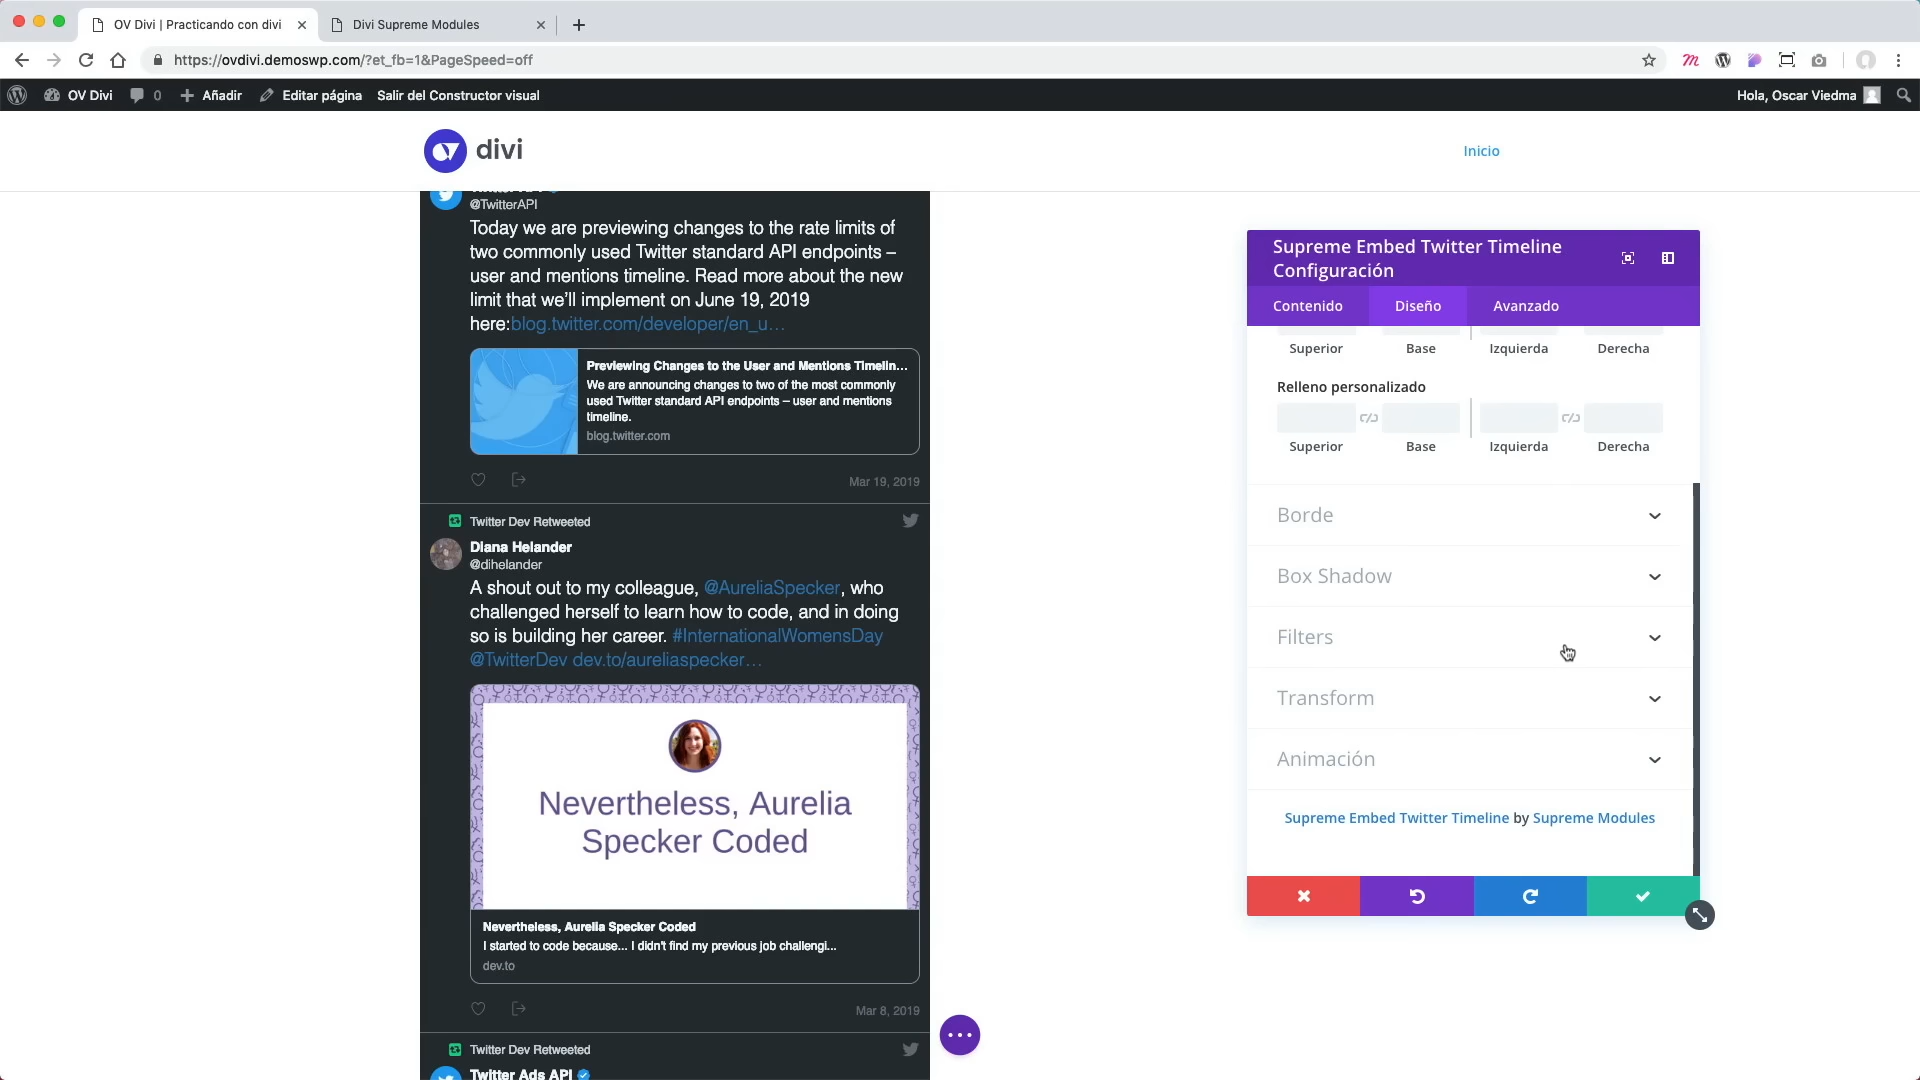 OV Divi | Practicando con divi
Divi Supreme Modules
https://ovdivi.demoswp.com/?et_fb=1&PageSpeed=off
OV Divi
0
Añadir
Editar página
Salir del Constructor visual
Hola, Oscar Viedma
divi
Inicio
@TwitterAPI
Today we are previewing changes to the rate limits of
two commonly used Twitter standard API endpoints –
user and mentions timeline. Read more about the new
limit that we'll implement on June 19, 2019
here:blog.twitter.com/developer/en_u…
Previewing Changes to the User and Mentions Timelin...
We are announcing changes to two of the most commonly
used Twitter standard API endpoints – user and mentions
timeline.
blog.twitter.com
Mar 19, 2019
Twitter Dev Retweeted
Diana Helander
@dihelander
A shout out to my colleague, @AureliaSpecker, who
challenged herself to learn how to code, and in doing
so is building her career. #InternationalWomensDay
@TwitterDev dev.to/aureliaspecker…
Nevertheless, Aurelia
Specker Coded
Nevertheless, Aurelia Specker Coded
I started to code because... I didn't find my previous job challengi...
dev.to
Mar 8, 2019
Twitter Dev Retweeted
Twitter Ads API
Supreme Embed Twitter Timeline
Configuración
Contenido
Diseño
Avanzado
Superior
Base
Izquierda
Derecha
Relleno personalizado
Superior
Base
Izquierda
Derecha
Borde
Box Shadow
Filters
Transform
Animación
Supreme Embed Twitter Timeline by Supreme Modules